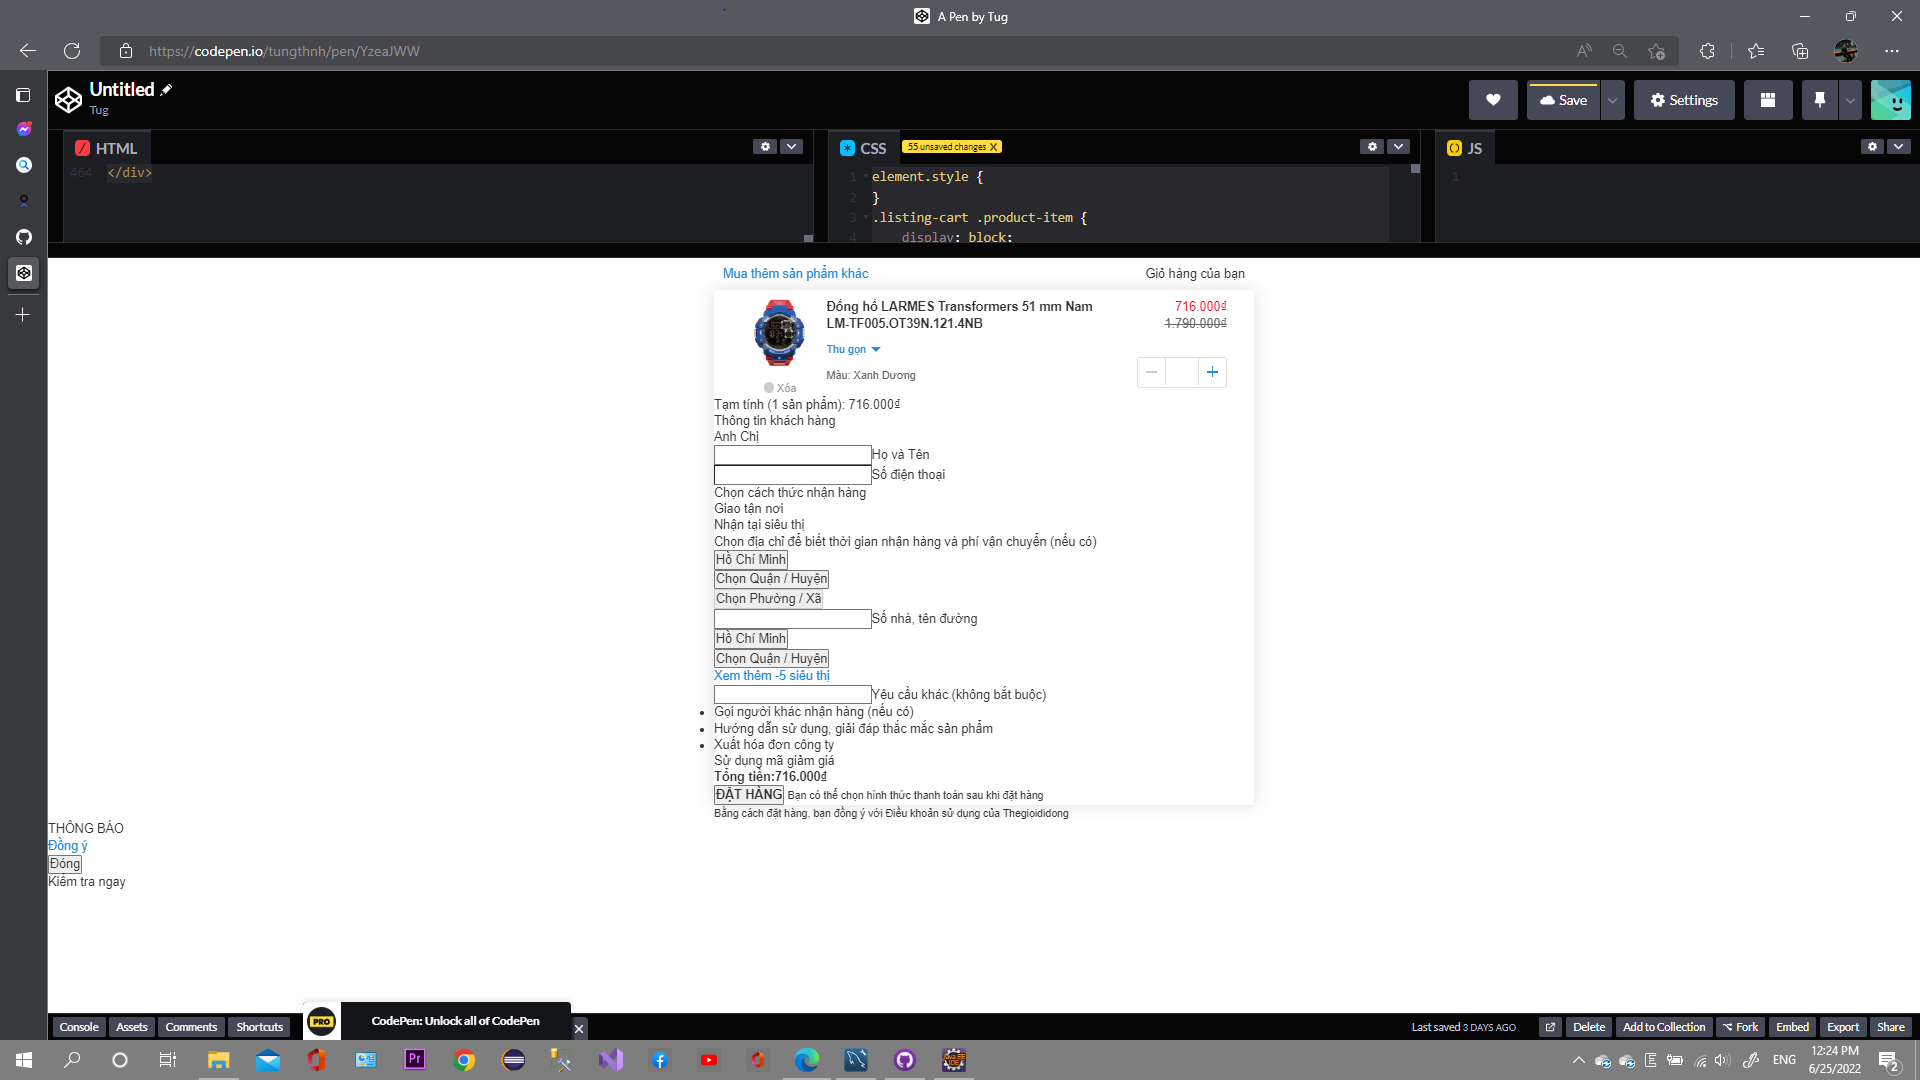 A Pen by Tug
https://codepen.io/tungthnh/pen/YzeaJWW
Untitled
Tug
Save
Settings
HTML
CSS
55 unsaved changes X
JS
464 </div>
1 element.style {
2 }
3 .listing-cart .product-item {
4 display: block;
1
Mua thêm sản phẩm khác
Giỏ hàng của bạn
Đồng hồ LARMES Transformers 51 mm Nam
LM-TF005.OT39N.121.4NB
716.000₫
1.790.000₫
Thu gọn
Màu: Xanh Dương
Xóa
Tạm tính (1 sản phẩm): 716.000₫
Thông tin khách hàng
Anh Chị
Họ và Tên
Số điện thoại
Chọn cách thức nhận hàng
Giao tận nơi
Nhận tại siêu thị
Chọn địa chỉ để biết thời gian nhận hàng và phí vận chuyển (nếu có)
Hồ Chí Minh
Chọn Quận / Huyện
Chọn Phường / Xã
Số nhà, tên đường
Hồ Chí Minh
Chọn Quận / Huyện
Xem thêm -5 siêu thị
Yêu cầu khác (không bắt buộc)
Gọi người khác nhận hàng (nếu có)
Hướng dẫn sử dụng, giải đáp thắc mắc sản phẩm
Xuất hóa đơn công ty
Sử dụng mã giảm giá
Tổng tiền:716.000₫
ĐẶT HÀNG Bạn có thể chọn hình thức thanh toán sau khi đặt hàng
Bằng cách đặt hàng, bạn đồng ý với Điều khoản sử dụng của Thegioididong
THÔNG BÁO
Đồng ý
Đóng
Kiểm tra ngay
Console
Assets
Comments
Shortcuts
PRO
CodePen: Unlock all of CodePen
Last saved 3 DAYS AGO
Delete
Add to Collection
Fork
Embed
Export
Share
Pr
ENG
12:24 PM
6/25/2022
2